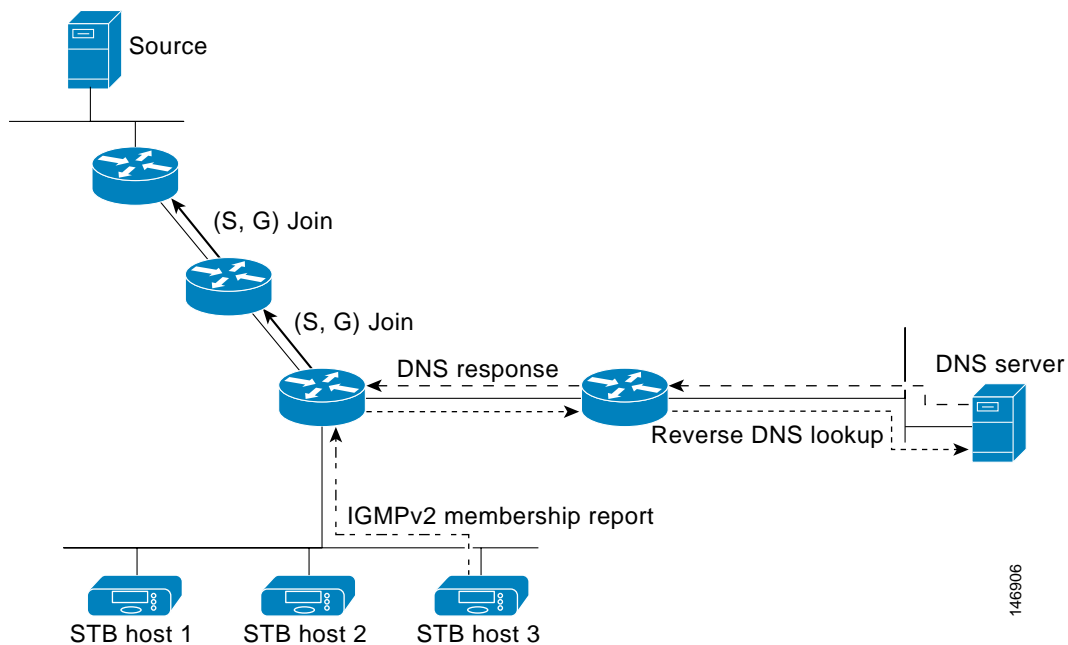 Source
(S, G) Join
(S, G) Join
DNS response
DNS server
Reverse DNS lookup
IGMPv2 membership report
STB host 1
STB host 2
STB host 3
146906